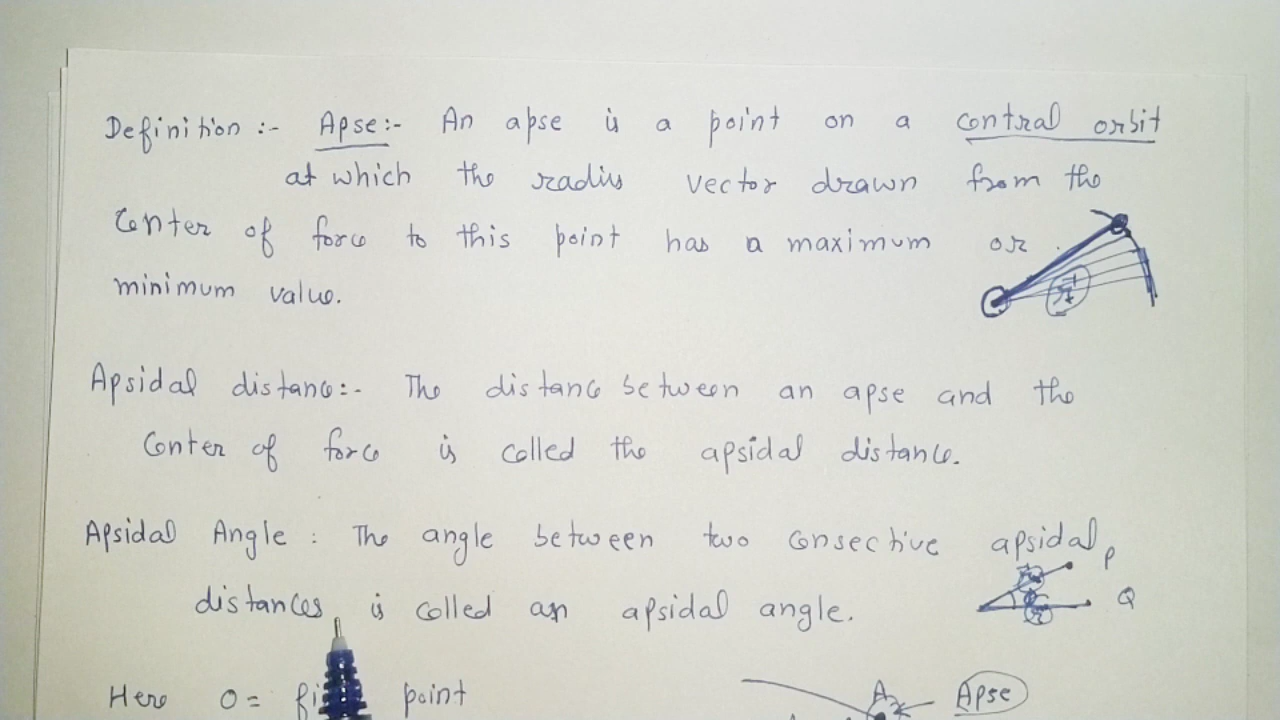 Definition :- Apse:- An apse is a point on a central orbit
at which the radius vector drawn from the
Center of force to this point has a maximum or
minimum value.
Apsidal distance:- The distance between an apse and the
Center of force is called the apsidal distance.
Apsidal Angle : The angle between two Consective apsidal
P
distances is called an apsidal angle.
Q
Here O = point
A
Apse